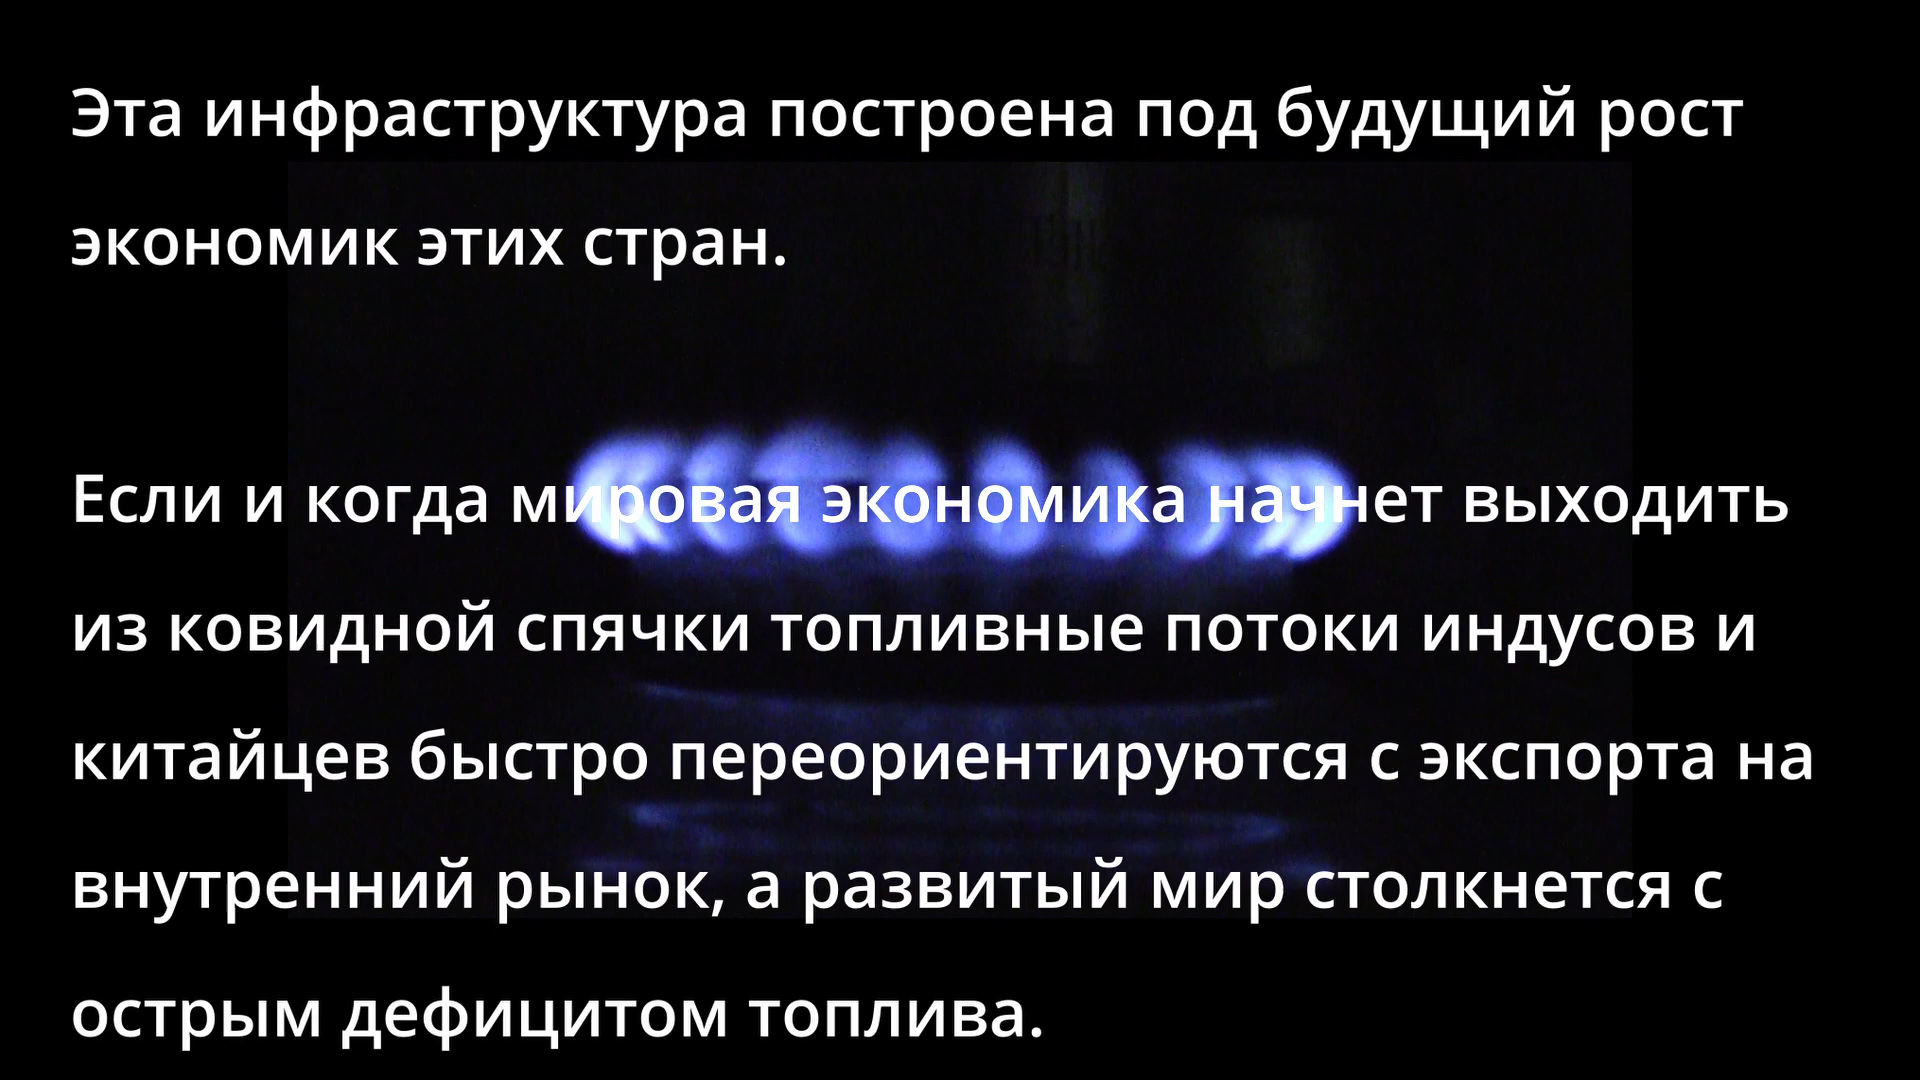 Эта инфраструктура построена под будущий рост
экономик этих стран.
Если и когда мировая экономика начнет выходить
из ковидной спячки топливные потоки индусов и
китайцев быстро переориентируются с экспорта на
внутренний рынок, а развитый мир столкнется с
острым дефицитом топлива.